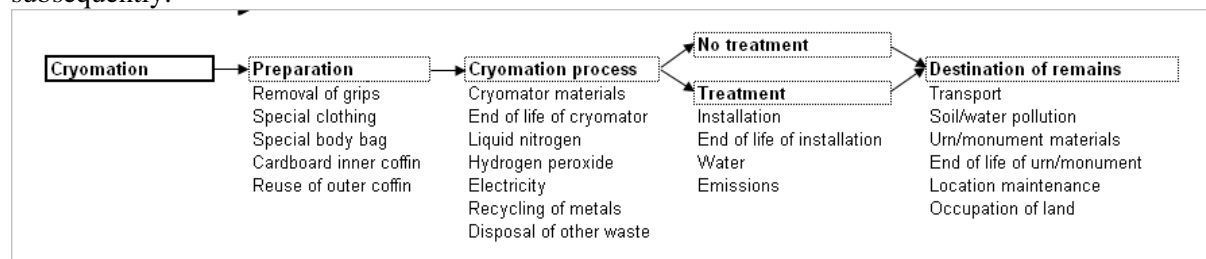 subsequently.
Cryomation
Preparation
Removal of grips
Special clothing
Special body bag
Cardboard inner coffin
Reuse of outer coffin
Cryomation process
Cryomator materials
End of life of cryomator
Liquid nitrogen
Hydrogen peroxide
Electricity
Recycling of metals
Disposal of other waste
No treatment
Treatment
Installation
End of life of installation
Water
Emissions
Destination of remains
Transport
Soil/water pollution
Urn/monument materials
End of life of urn/monument
Location maintenance
Occupation of land